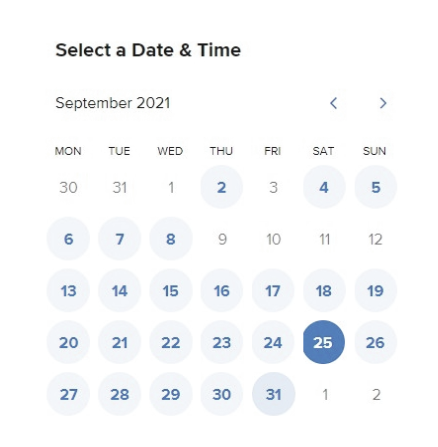 Select a Date & Time
September 2021
MON TUE WED THU FRI SAT SUN
30 31 1 2 3 4 5
6 7 8 9 10 11 12
13 14 15 16 17 18 19
20 21 22 23 24 25 26
27 28 29 30 31 1 2